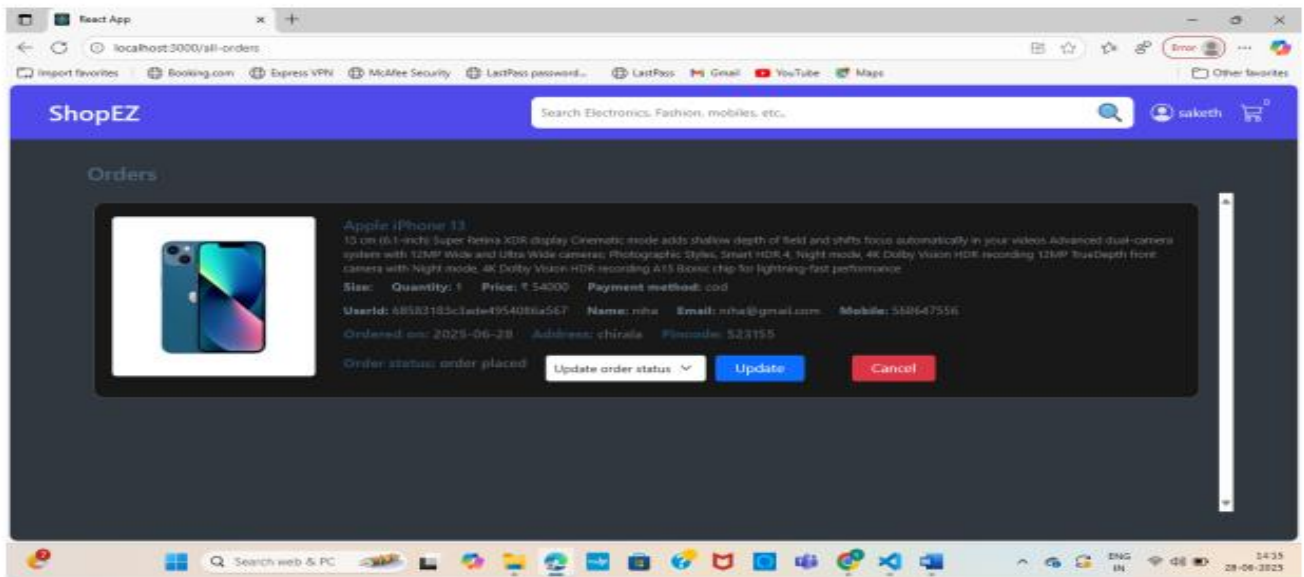 React App
localhost:3000/all-orders
Error
Import favorites Booking.com Express VPN McAfee Security LastPass password... LastPass Gmail YouTube Maps Other favorites
ShopEZ Search Electronics, Fashion, mobiles, etc., saketh 0
Orders
Apple iPhone 13
15 cm (6.1-inch) Super Retina XDR display Cinematic mode adds shallow depth of field and shifts focus automatically in your videos Advanced dual-camera
system with 12MP Wide and Ultra Wide cameras; Photographic Styles, Smart HDR 4, Night mode, 4K Dolby Vision HDR recording 12MP TrueDepth front
camera with Night mode, 4K Dolby Vision HDR recording A15 Bionic chip for lightning-fast performance
Size: Quantity: 1 Price: ₹ 54000 Payment method: cod
UserId: Name: niha Email: niha@gmail.com Mobile:
Ordered on: 2025-06-28 Address: chirala Pincode: 523155
Order status: order placed Update order status Update Cancel
Search web & PC
ENG
IN
14:35
28-06-2025